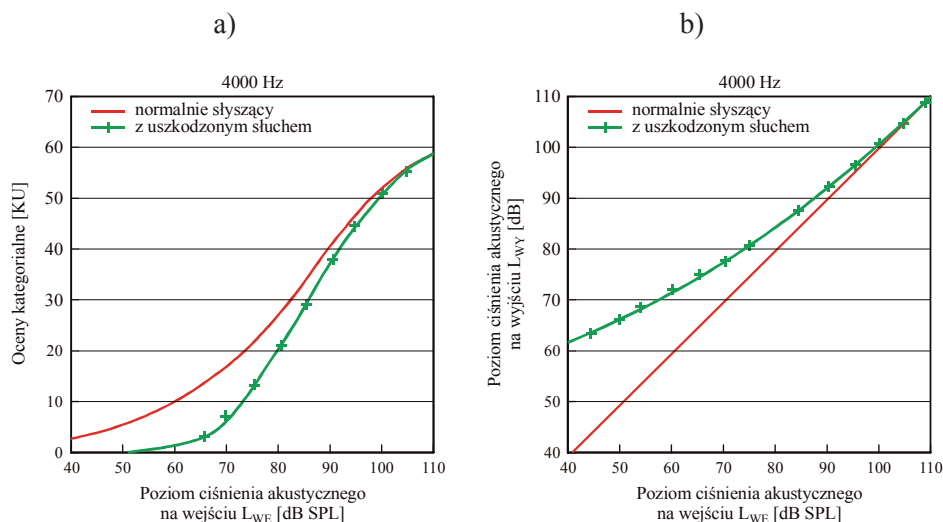 a)
4000 Hz
normalnie słyszący
z uszkodzonym słuchem
Oceny kategorialne [KU]
70
60
50
40
30
20
10
0
40 50 60 70 80 90 100 110
Poziom ciśnienia akustycznego
na wejściu LWE [dB SPL]
b)
4000 Hz
normalnie słyszący
z uszkodzonym słuchem
Poziom ciśnienia akustycznego
na wyjściu LWY [dB]
110
100
90
80
70
60
50
40
40 50 60 70 80 90 100 110
Poziom ciśnienia akustycznego
na wejściu LWE [dB SPL]